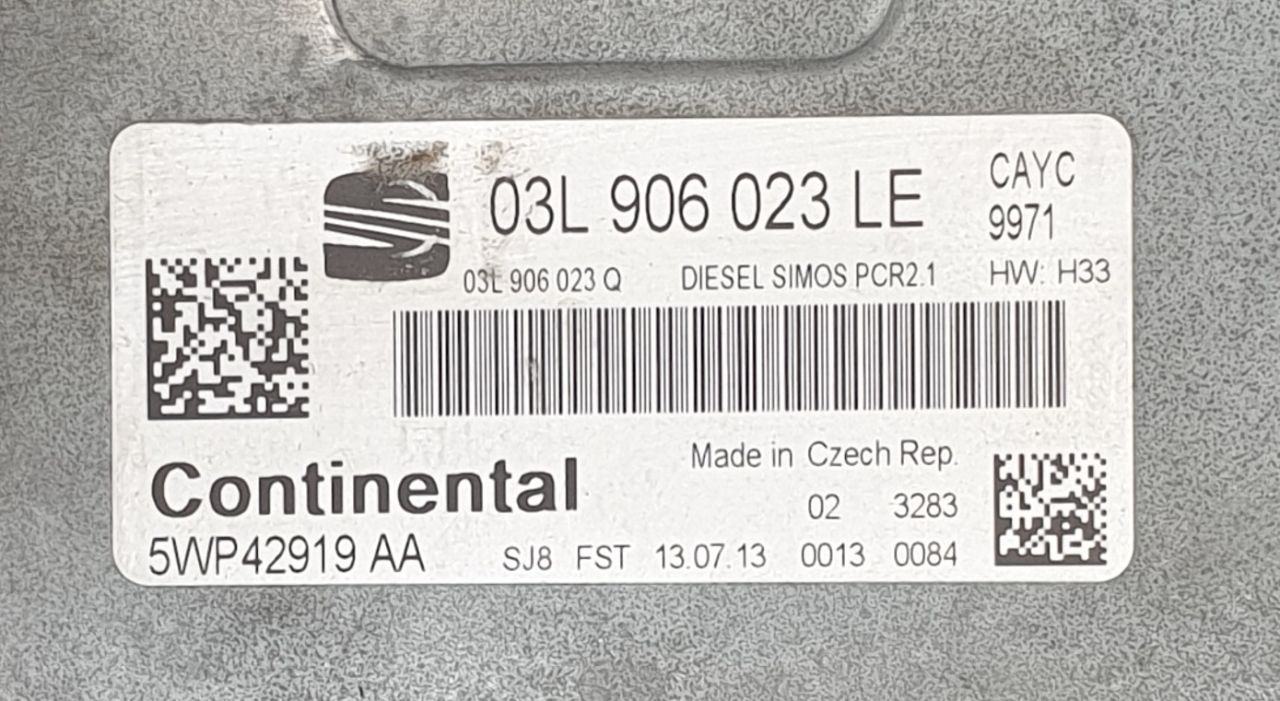 03L 906 023 LE
CAYC
9971
03L 906 023 Q DIESEL SIMOS PCR2.1 HW: H33
Made in Czech Rep.
Continental
02 3283
5WP42919 AA
SJ8 FST 13.07.13 0013 0084